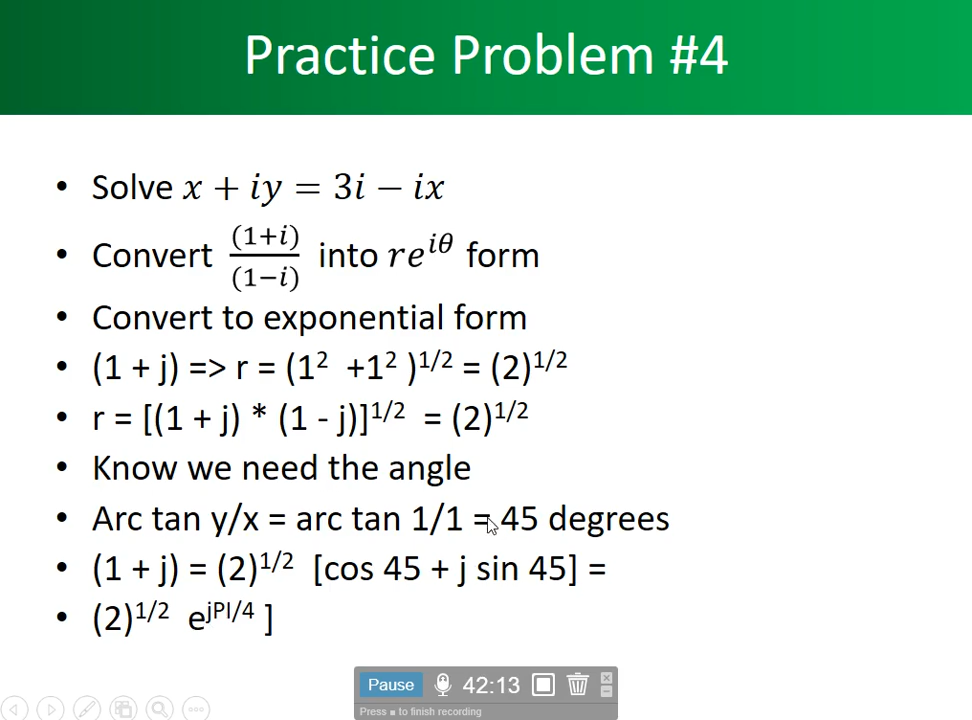 Practice Problem #4
• Solve x + iy = 3i − ix
• Convert (1+i)/(1−i) into re^{iθ} form
• Convert to exponential form
• (1 + j) => r = (1² +1² )^{1/2} = (2)^{1/2}
• r = [(1 + j) * (1 - j)]^{1/2} = (2)^{1/2}
• Know we need the angle
• Arc tan y/x = arc tan 1/1 = 45 degrees
• (1 + j) = (2)^{1/2} [cos 45 + j sin 45] =
• (2)^{1/2} e^{jPI/4} ]
Pause 42:13
Press ■ to finish recording